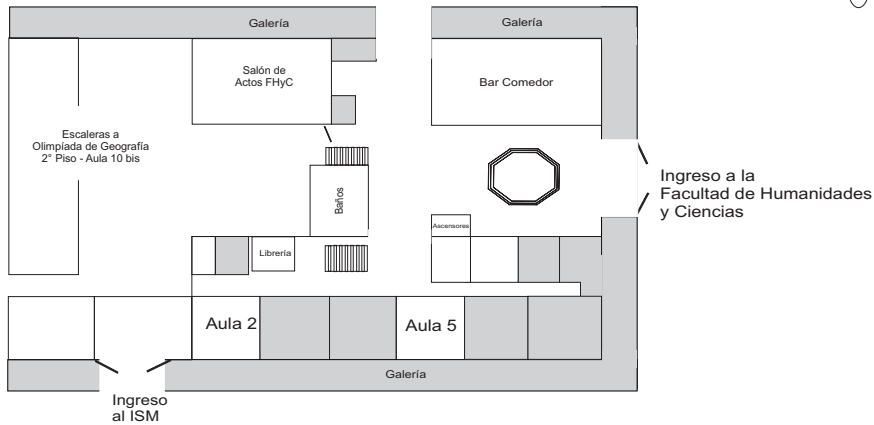 Galería
Galería
Salón de
Actos FHyC
Bar Comedor
Escaleras a
Olimpíada de Geografía
2° Piso - Aula 10 bis
Ingreso a la
Facultad de Humanidades
y Ciencias
Baños
Ascensores
Librería
Aula 2
Aula 5
Galería
Ingreso
al ISM